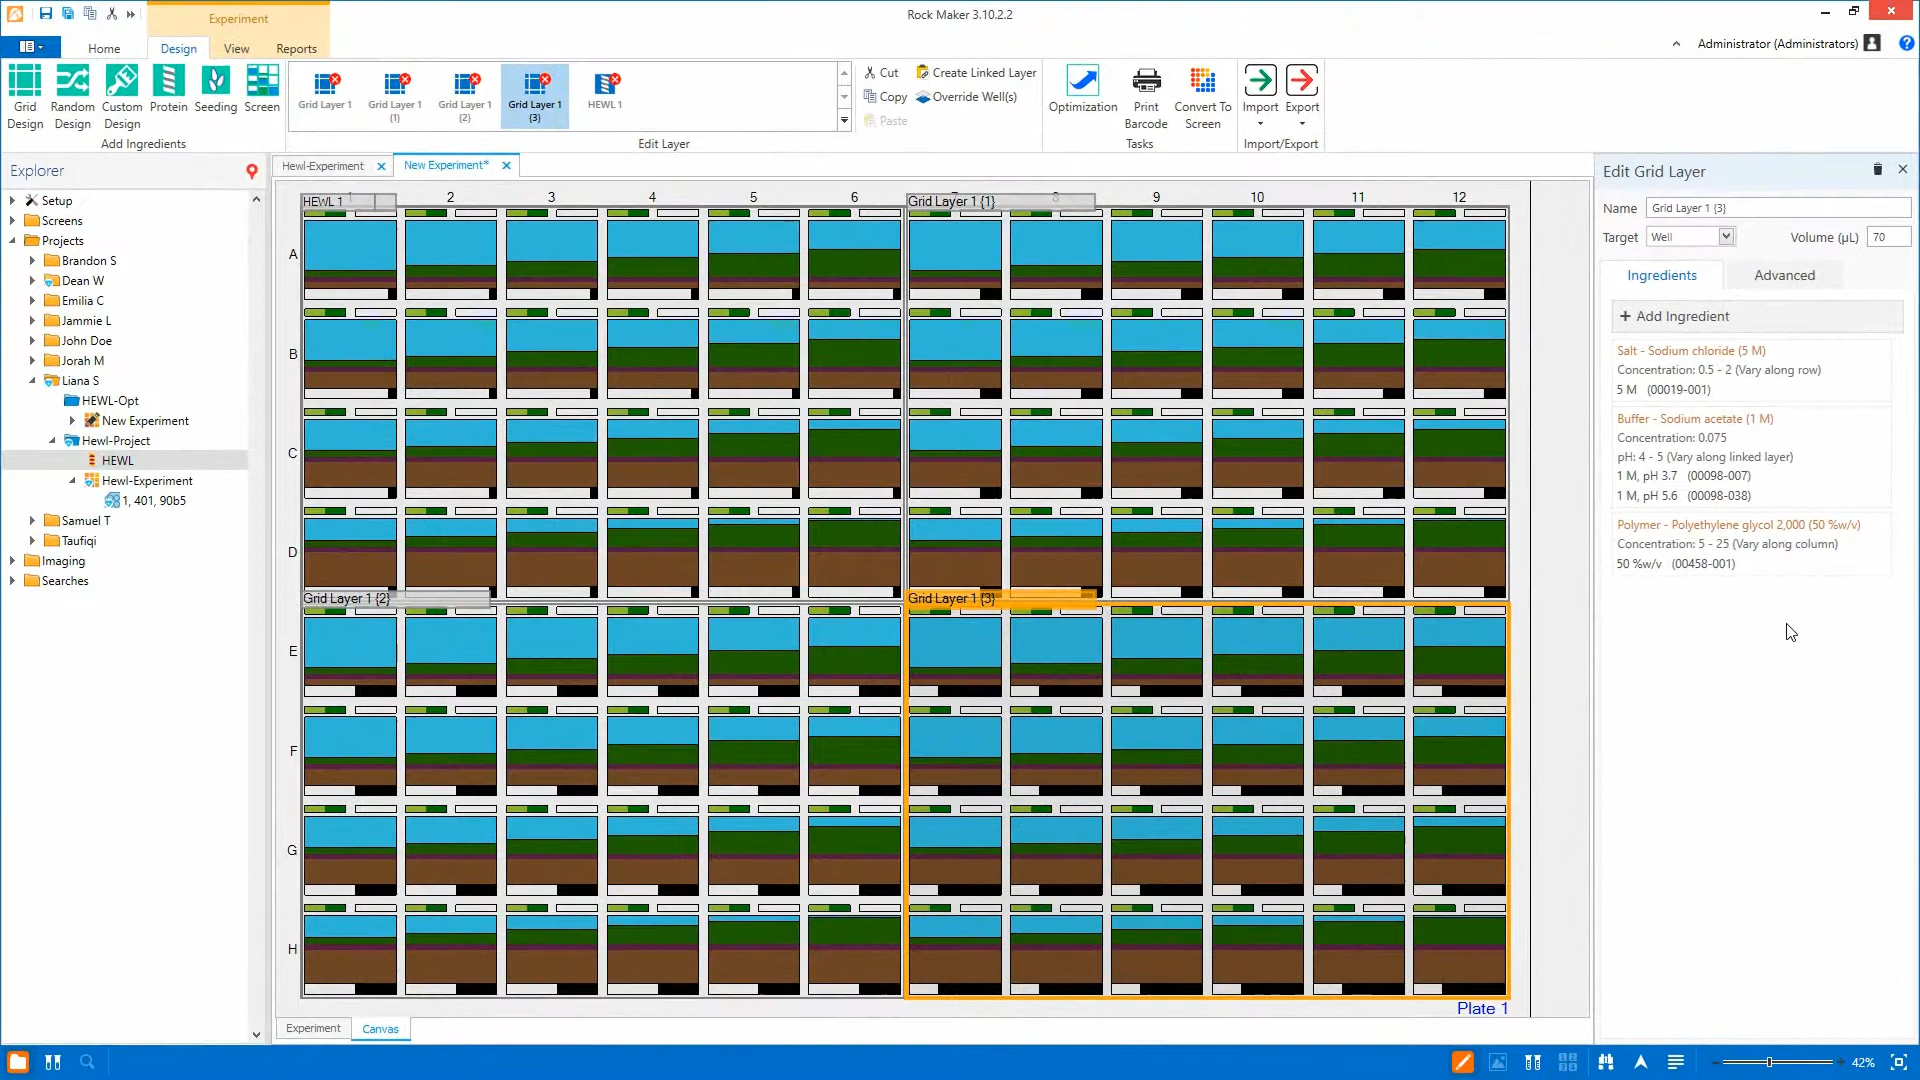 Experiment
Rock Maker 3.10.2.2
Home
Design
View
Reports
Administrator (Administrators)
Grid Design
Random Design
Custom Design
Protein
Seeding
Screen
Add Ingredients
Grid Layer 1
Grid Layer 1 {1}
Grid Layer 1 {2}
Grid Layer 1 {3}
HEWL 1
Edit Layer
Cut
Copy
Paste
Create Linked Layer
Override Well(s)
Optimization
Print Barcode
Convert To Screen
Tasks
Import
Export
Import/Export
Explorer
Setup
Screens
Projects
Brandon S
Dean W
Emilia C
Jammie L
John Doe
Jorah M
Liana S
HEWL-Opt
New Experiment
Hewl-Project
HEWL
Hewl-Experiment
1, 401, 90b5
Samuel T
Taufiqi
Imaging
Searches
Hewl-Experiment
New Experiment*
HEWL 1
1 2 3 4 5 6 7 8 9 10 11 12
Grid Layer 1 {1}
A
B
C
D
Grid Layer 1 {2}
Grid Layer 1 {3}
E
F
G
H
Plate 1
Experiment
Canvas
Edit Grid Layer
Name Grid Layer 1 {3}
Target Well Volume (µL) 70
Ingredients
Advanced
+ Add Ingredient
Salt - Sodium chloride (5 M)
Concentration: 0.5 - 2 (Vary along row)
5 M (00019-001)
Buffer - Sodium acetate (1 M)
Concentration: 0.075
pH: 4 - 5 (Vary along linked layer)
1 M, pH 3.7 (00098-007)
1 M, pH 5.6 (00098-038)
Polymer - Polyethylene glycol 2,000 (50 %w/v)
Concentration: 5 - 25 (Vary along column)
50 %w/v (00458-001)
42%